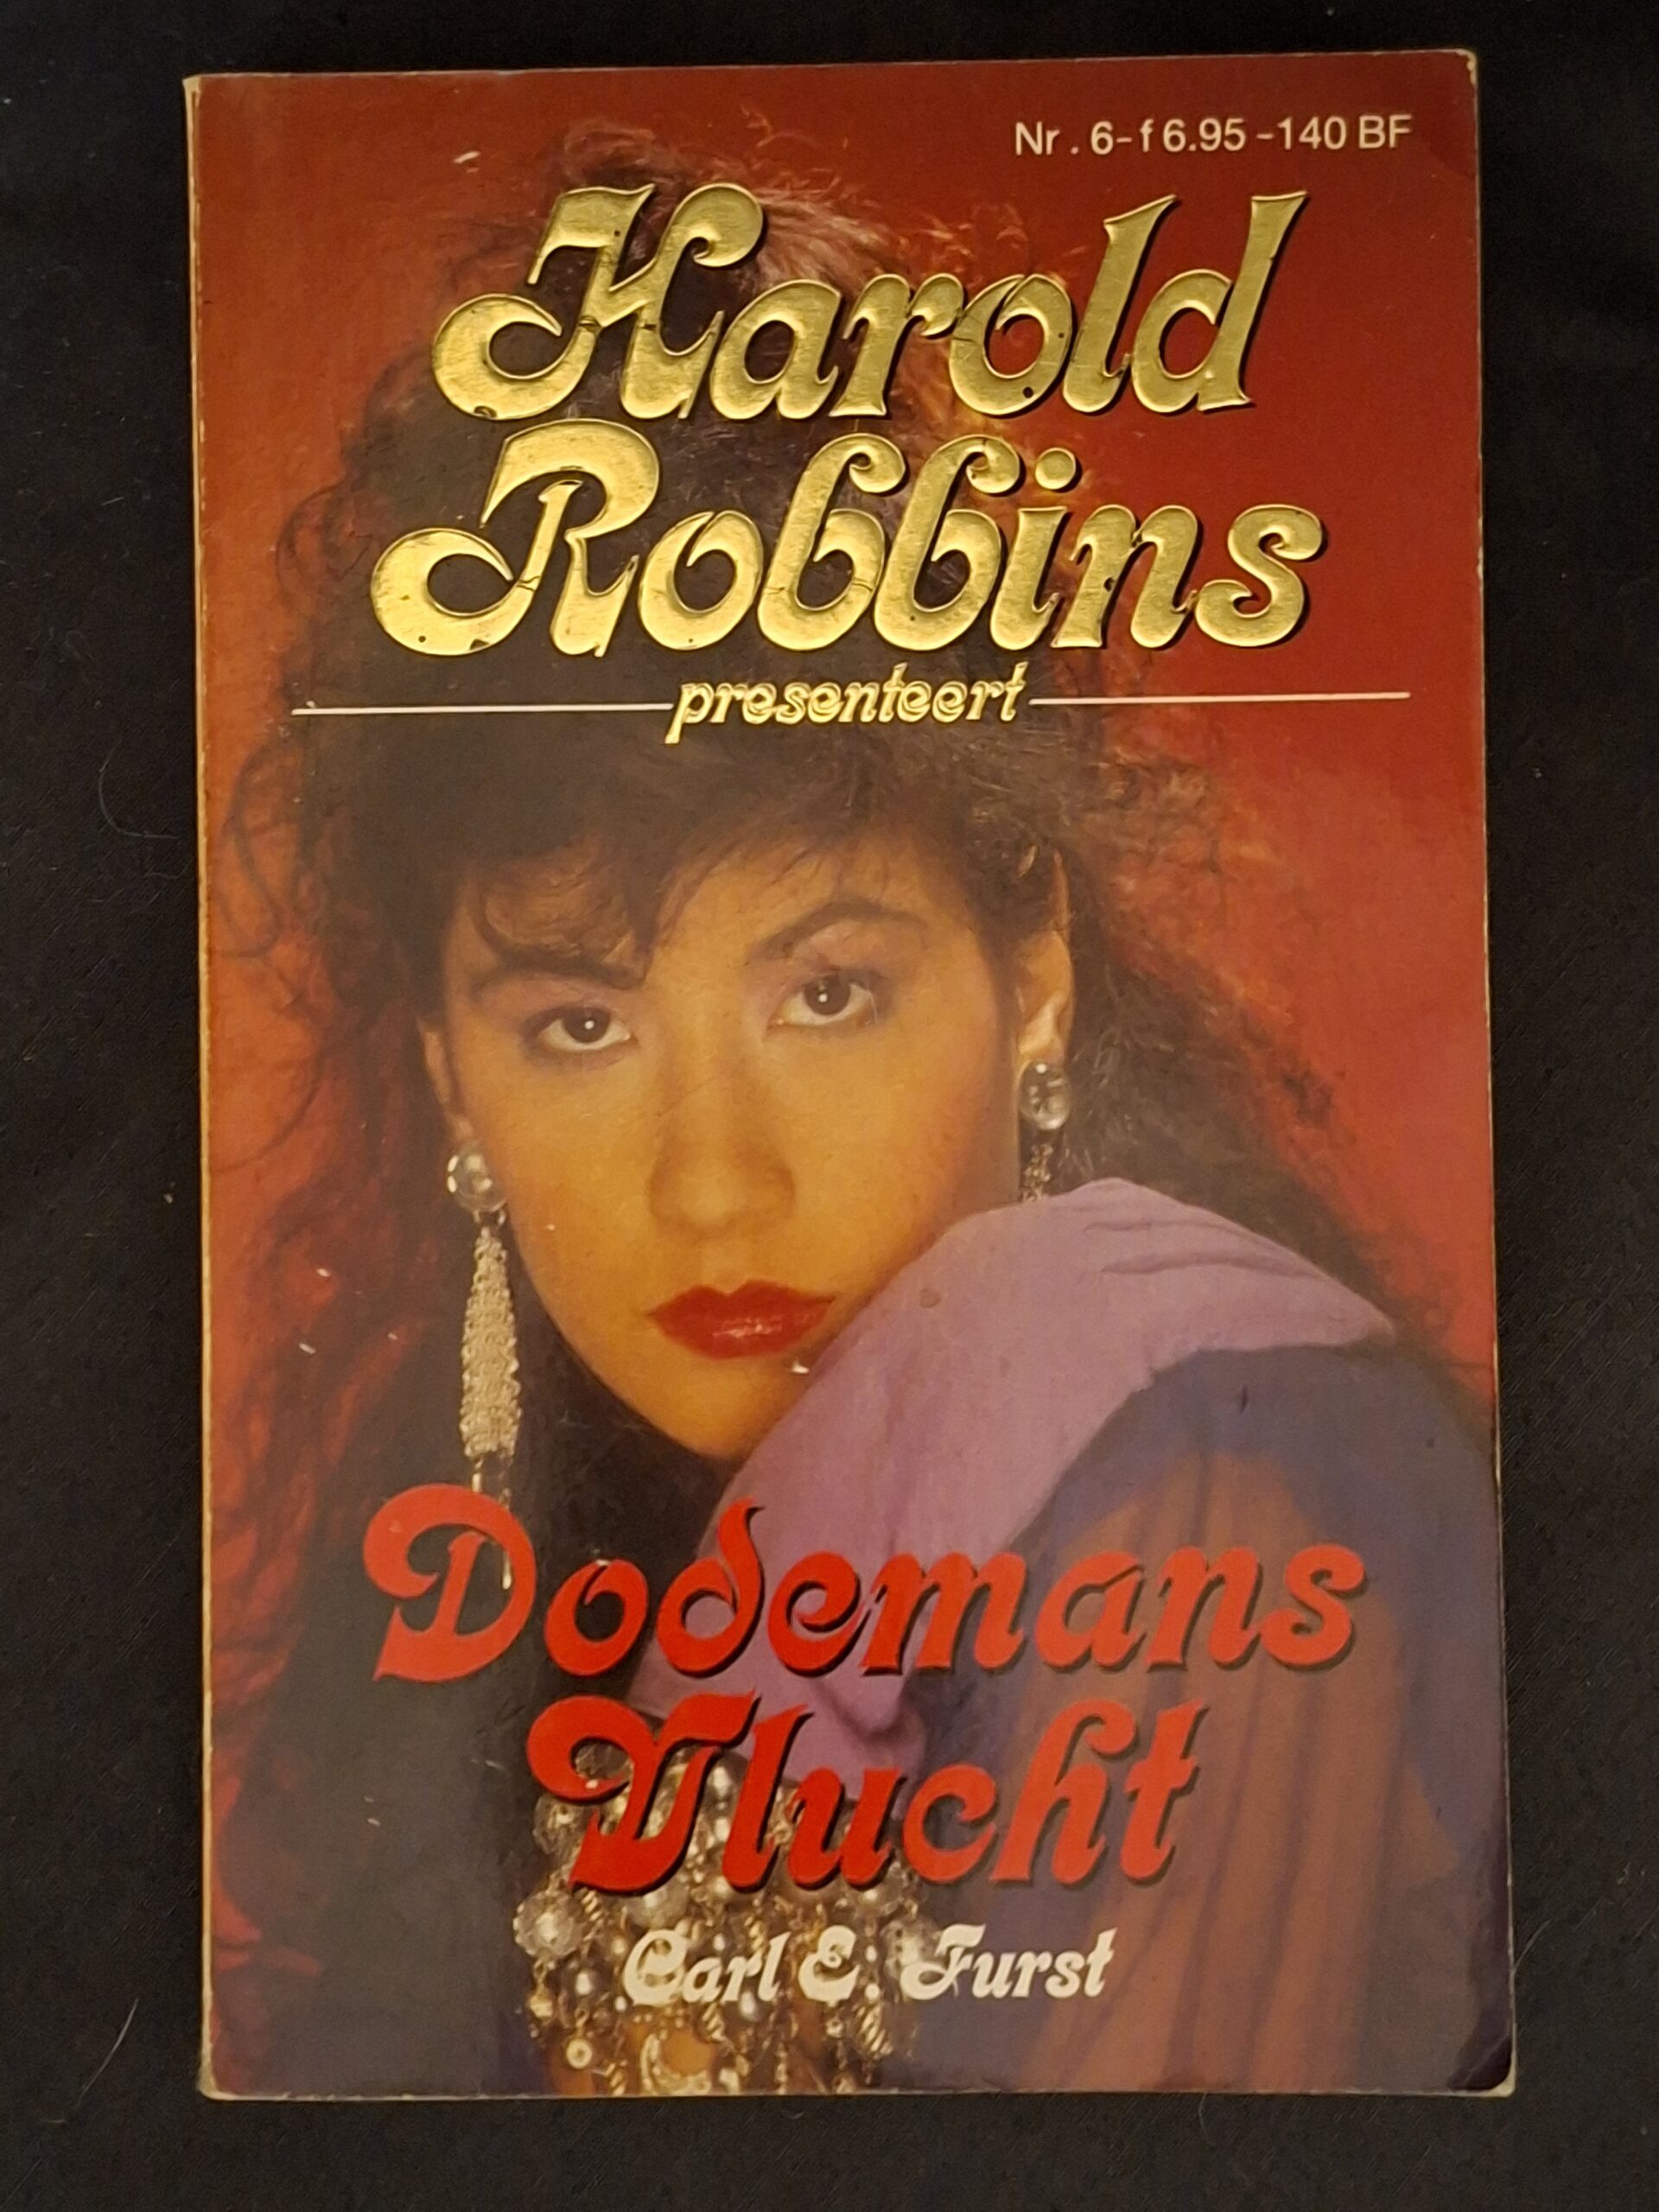 Nr. 6-f 6.95-140 BF
Harold
Robbins
presenteert
Dodemans
Vlucht
Carl E. Furst